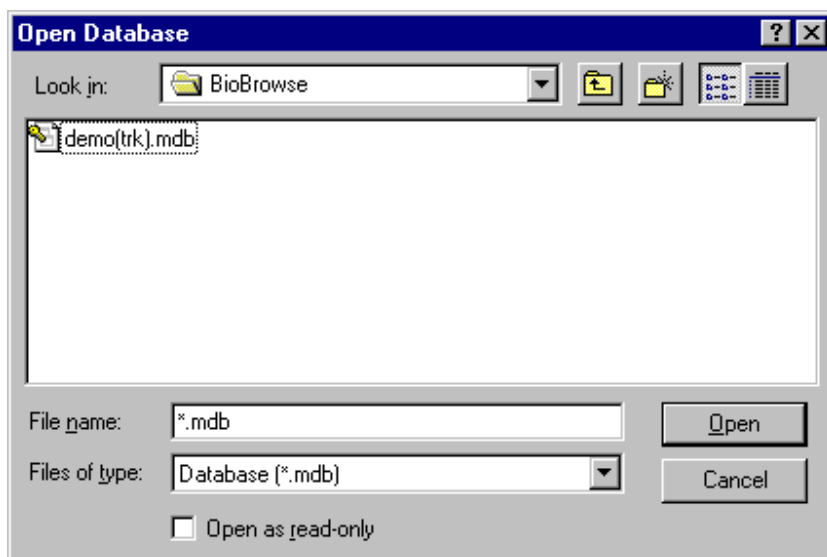 Open Database
Look in: BioBrowse
demo(trk).mdb
File name: *.mdb Open
Files of type: Database (*.mdb) Cancel
Open as read-only